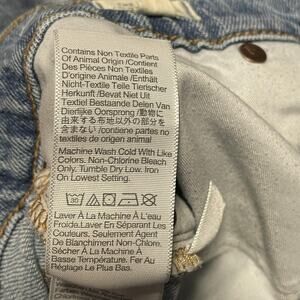 Contains Non Textile Parts
Of Animal Origin /Contient
Des Pièces Non Textiles
D'origine Animale /Enthält
Nicht-Textile Teile Tierischer
Herkunft /Bevat Niet Uit
Textiel Bestaande Delen Van
Dierlijke Oorsprong /動物に
由来する布地以外の部分を
含まない /contiene partes no
textiles de origen animal
Machine Wash Cold With Like
Colors. Non-Chlorine Bleach
Only. Tumble Dry Low. Iron
On Lowest Setting.
30
Laver À La Machine À L'eau
Froide.Laver En Séparant Les
Couleurs. Seulement Agent
De Blanchiment Non-Chlore.
Sécher À Basse
Température. Fer Au
Réglage Le Plus Bas.